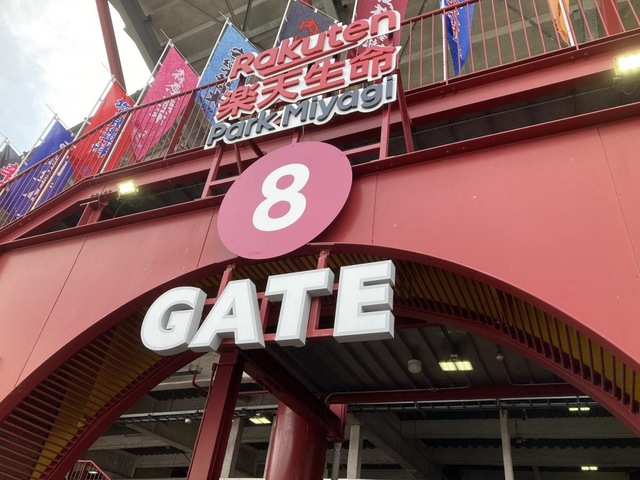 Rakuten
楽天生命
Park Miyagi
8
GATE